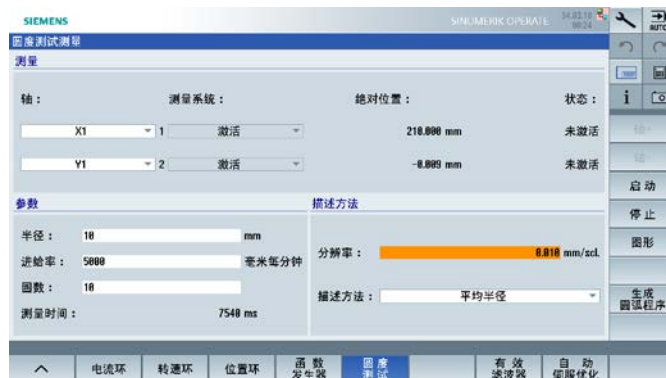 SIEMENS
SINUMERIK OPERATE
AUTO
圆度测试测量
测量
轴：
测量系统：
绝对位置：
状态：
X1
1
激活
210.000 mm
未激活
Y1
2
激活
-0.009 mm
未激活
启动
停止
图形
生成
圆弧程序
参数
描述方法
半径：
10
mm
进给率：
5000
毫米每分钟
圆数：
10
测量时间：
7540 ms
分辨率：
0.010 mm/scl.
描述方法：
平均半径
电流环
转速环
位置环
函数
发生器
圆度
测试
有效
滤波器
自动
伺服优化